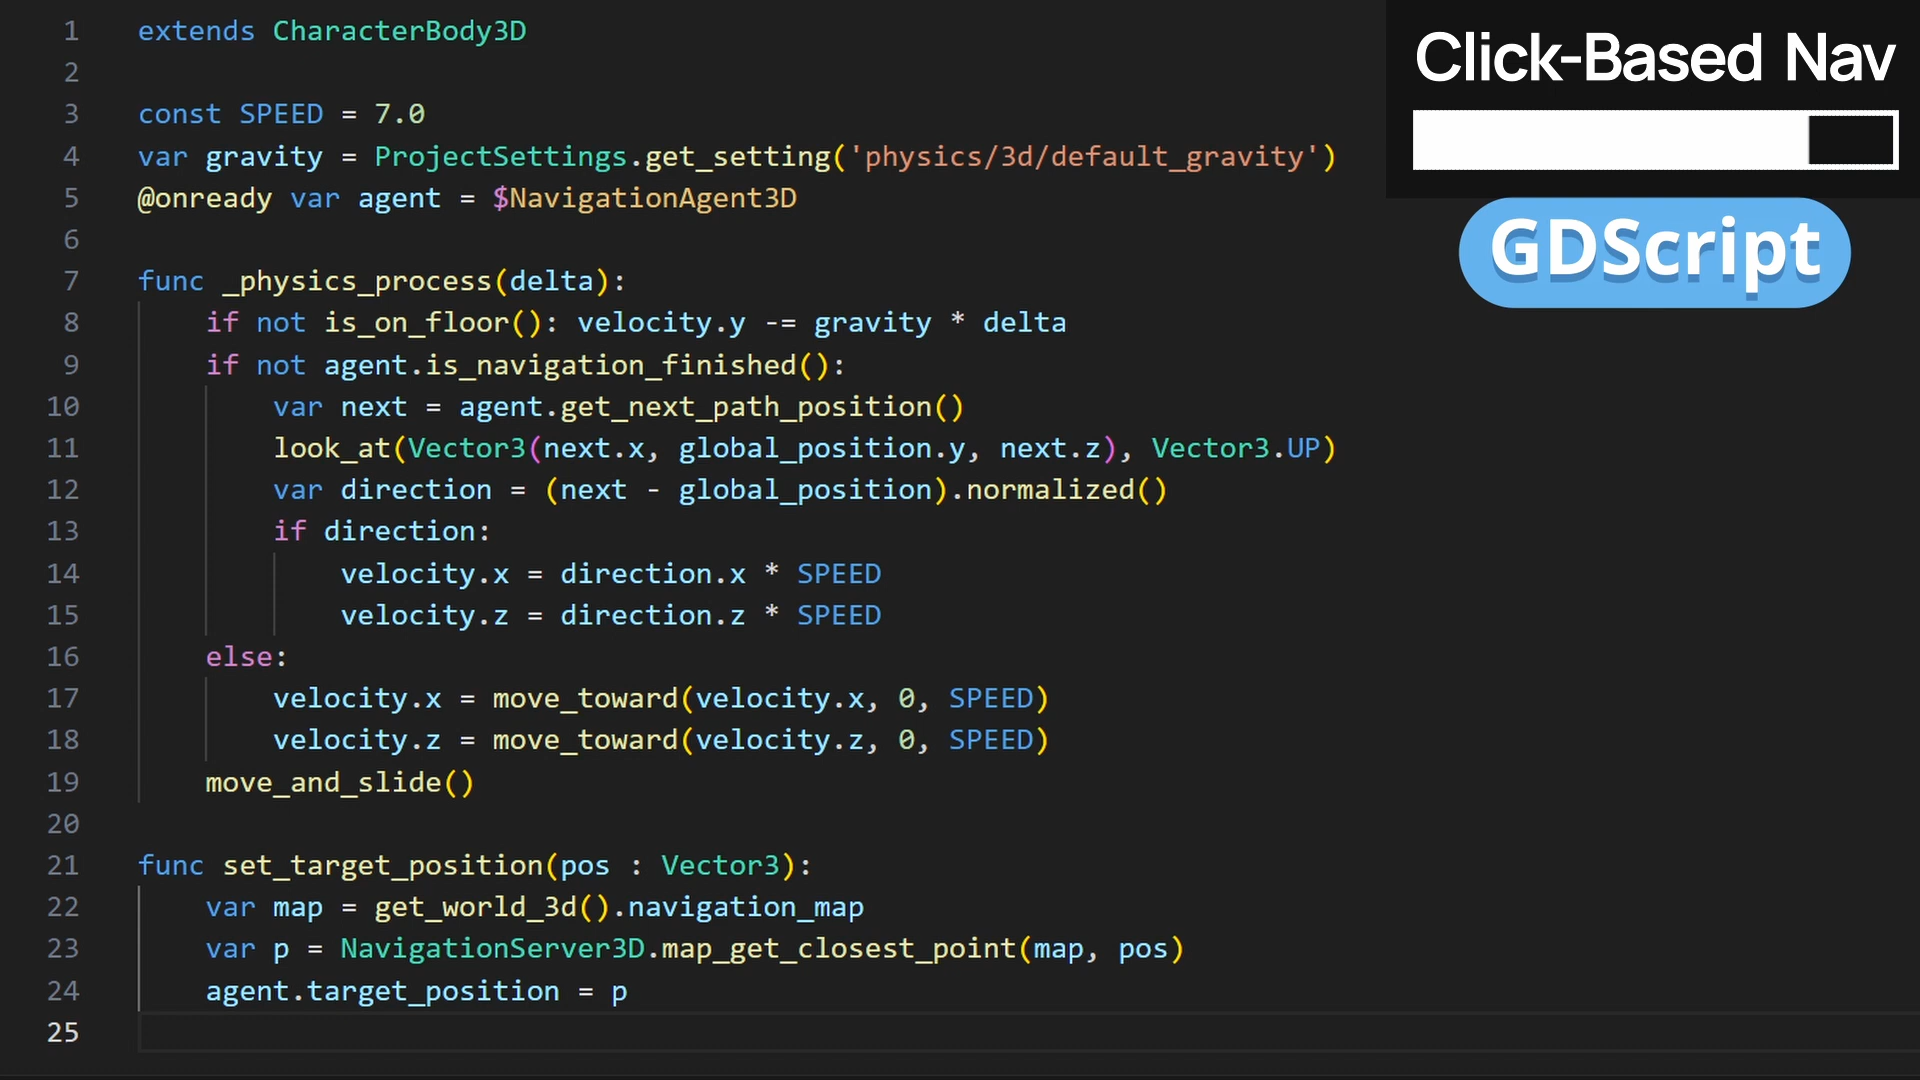 1 extends CharacterBody3D
2
3 const SPEED = 7.0
4 var gravity = ProjectSettings.get_setting('physics/3d/default_gravity')
5 @onready var agent = $NavigationAgent3D
6
7 func _physics_process(delta):
8     if not is_on_floor(): velocity.y -= gravity * delta
9     if not agent.is_navigation_finished():
10         var next = agent.get_next_path_position()
11         look_at(Vector3(next.x, global_position.y, next.z), Vector3.UP)
12         var direction = (next - global_position).normalized()
13         if direction:
14             velocity.x = direction.x * SPEED
15             velocity.z = direction.z * SPEED
16     else:
17         velocity.x = move_toward(velocity.x, 0, SPEED)
18         velocity.z = move_toward(velocity.z, 0, SPEED)
19     move_and_slide()
20
21 func set_target_position(pos : Vector3):
22     var map = get_world_3d().navigation_map
23     var p = NavigationServer3D.map_get_closest_point(map, pos)
24     agent.target_position = p
25
Click-Based Nav
GDScript